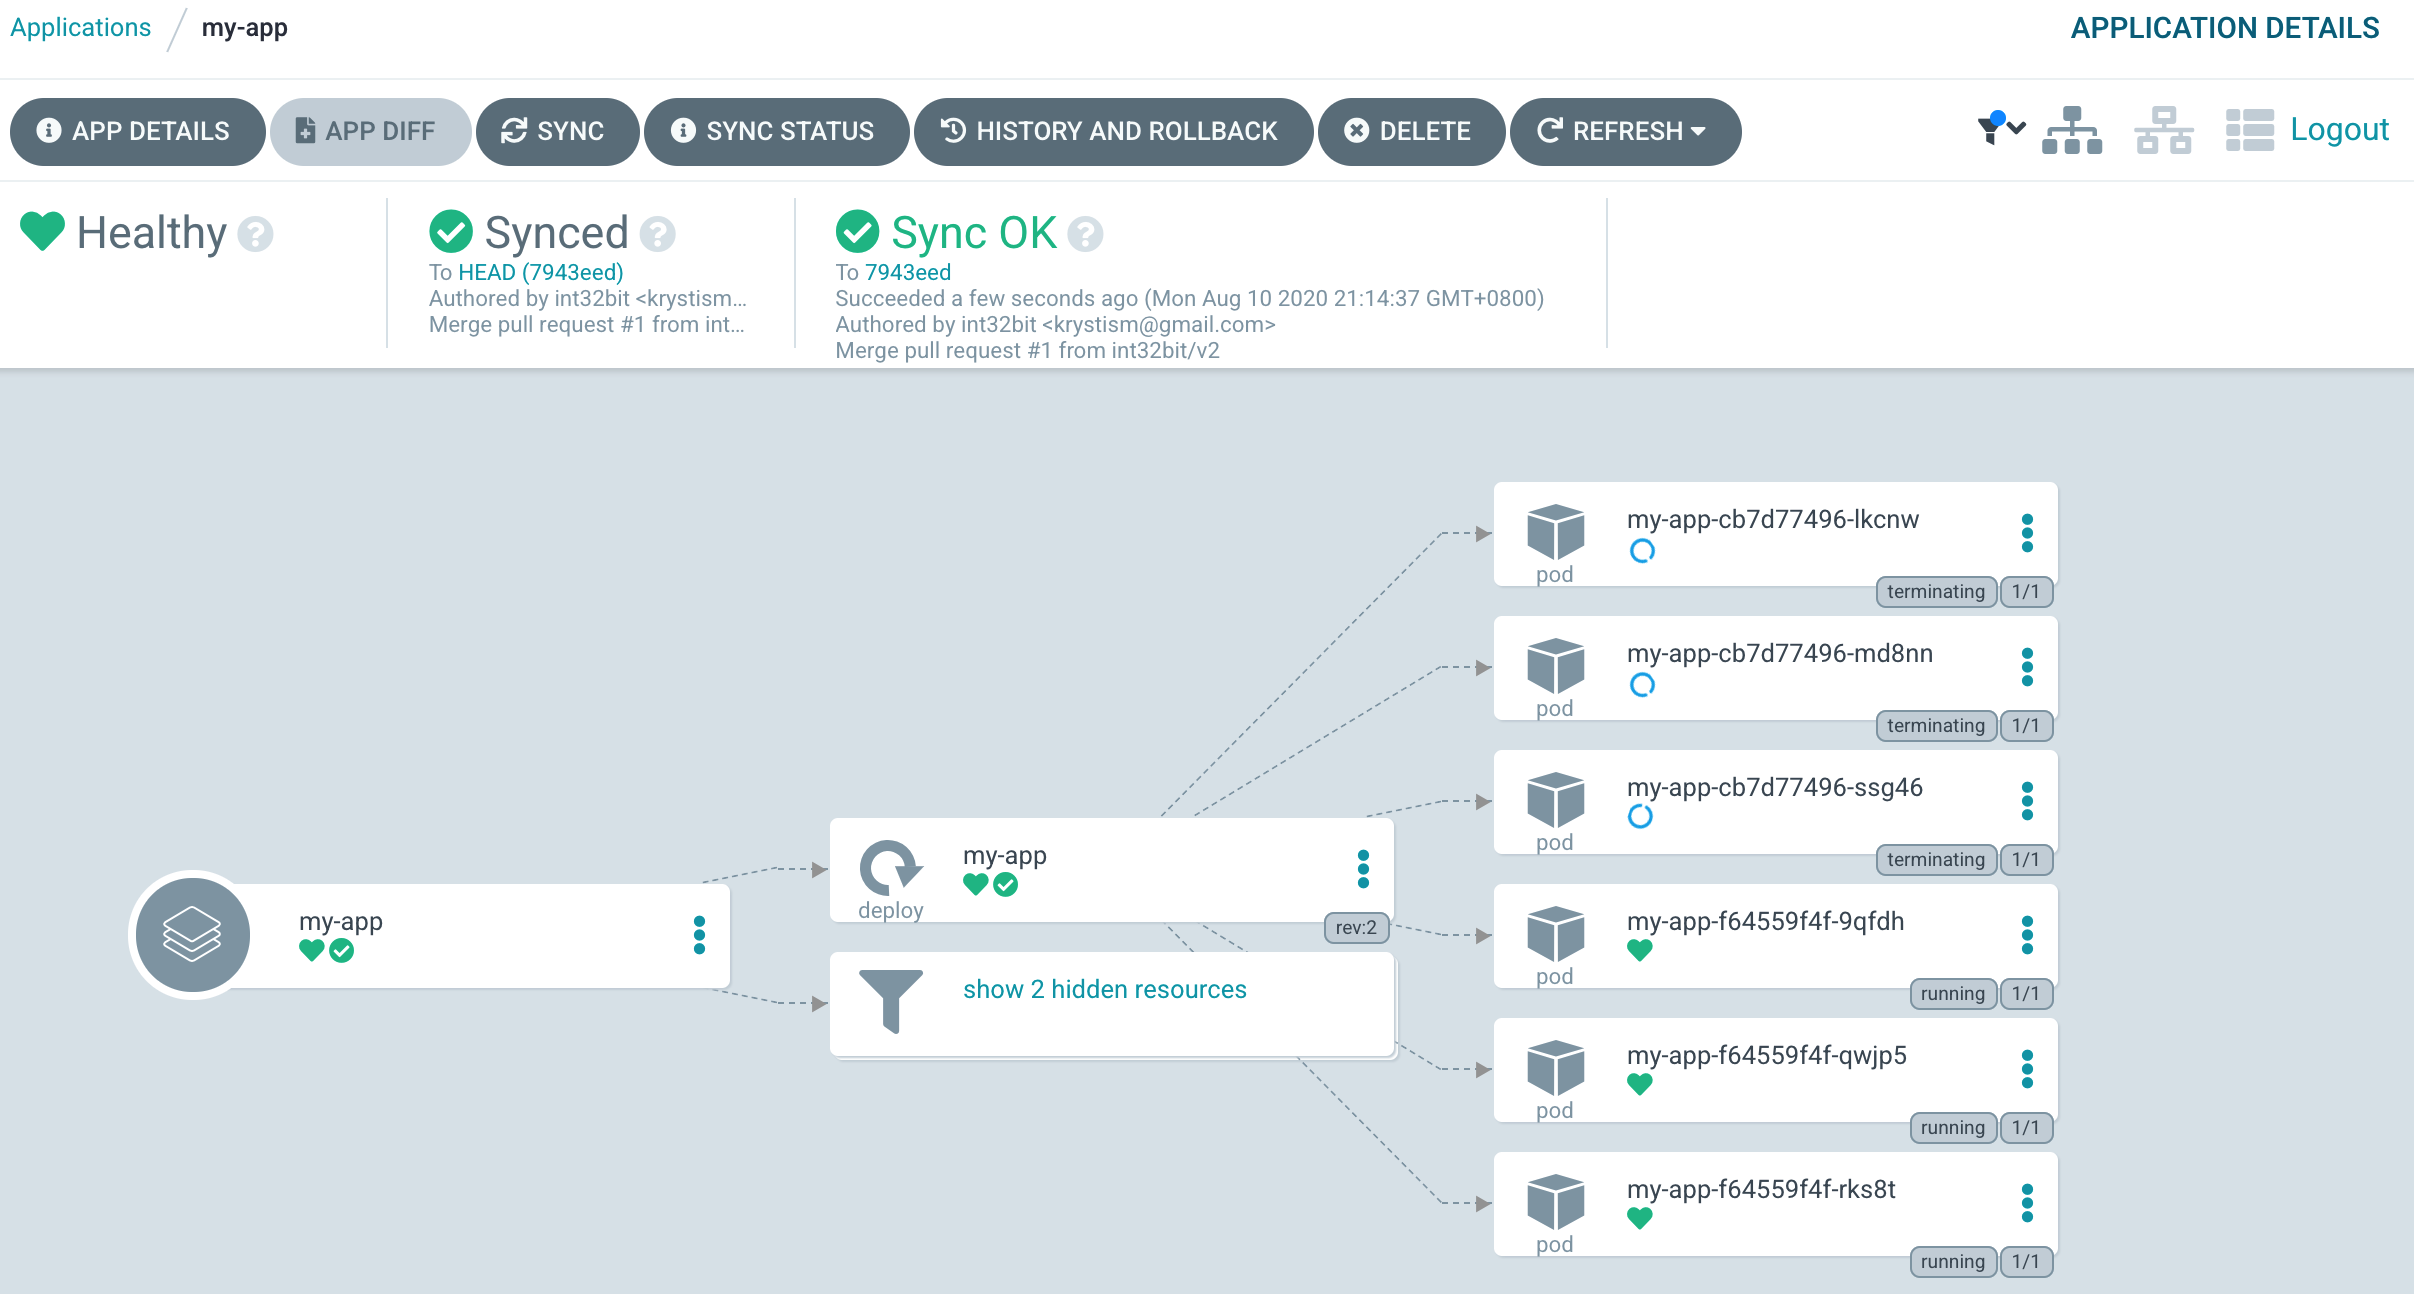 Applications / my-app
APPLICATION DETAILS
APP DETAILS
APP DIFF
SYNC
SYNC STATUS
HISTORY AND ROLLBACK
DELETE
REFRESH
Logout
Healthy ?
Synced ?
To HEAD (7943eed)
Authored by int32bit <krystism...
Merge pull request #1 from int...
Sync OK ?
To 7943eed
Succeeded a few seconds ago (Mon Aug 10 2020 21:14:37 GMT+0800)
Authored by int32bit <krystism@gmail.com>
Merge pull request #1 from int32bit/v2
my-app
my-app
deploy
rev:2
show 2 hidden resources
my-app-cb7d77496-lkcnw
pod
terminating 1/1
my-app-cb7d77496-md8nn
pod
terminating 1/1
my-app-cb7d77496-ssg46
pod
terminating 1/1
my-app-f64559f4f-9qfdh
pod
running 1/1
my-app-f64559f4f-qwjp5
pod
running 1/1
my-app-f64559f4f-rks8t
pod
running 1/1